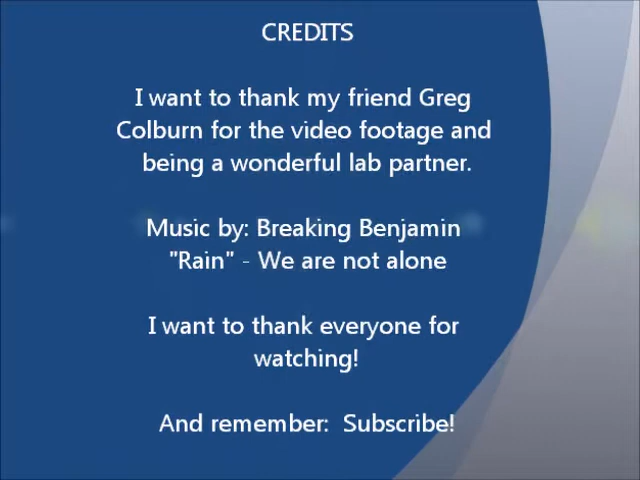 CREDITS
I want to thank my friend Greg
Colburn for the video footage and
being a wonderful lab partner.
Music by: Breaking Benjamin
"Rain" - We are not alone
I want to thank everyone for
watching!
And remember:  Subscribe!